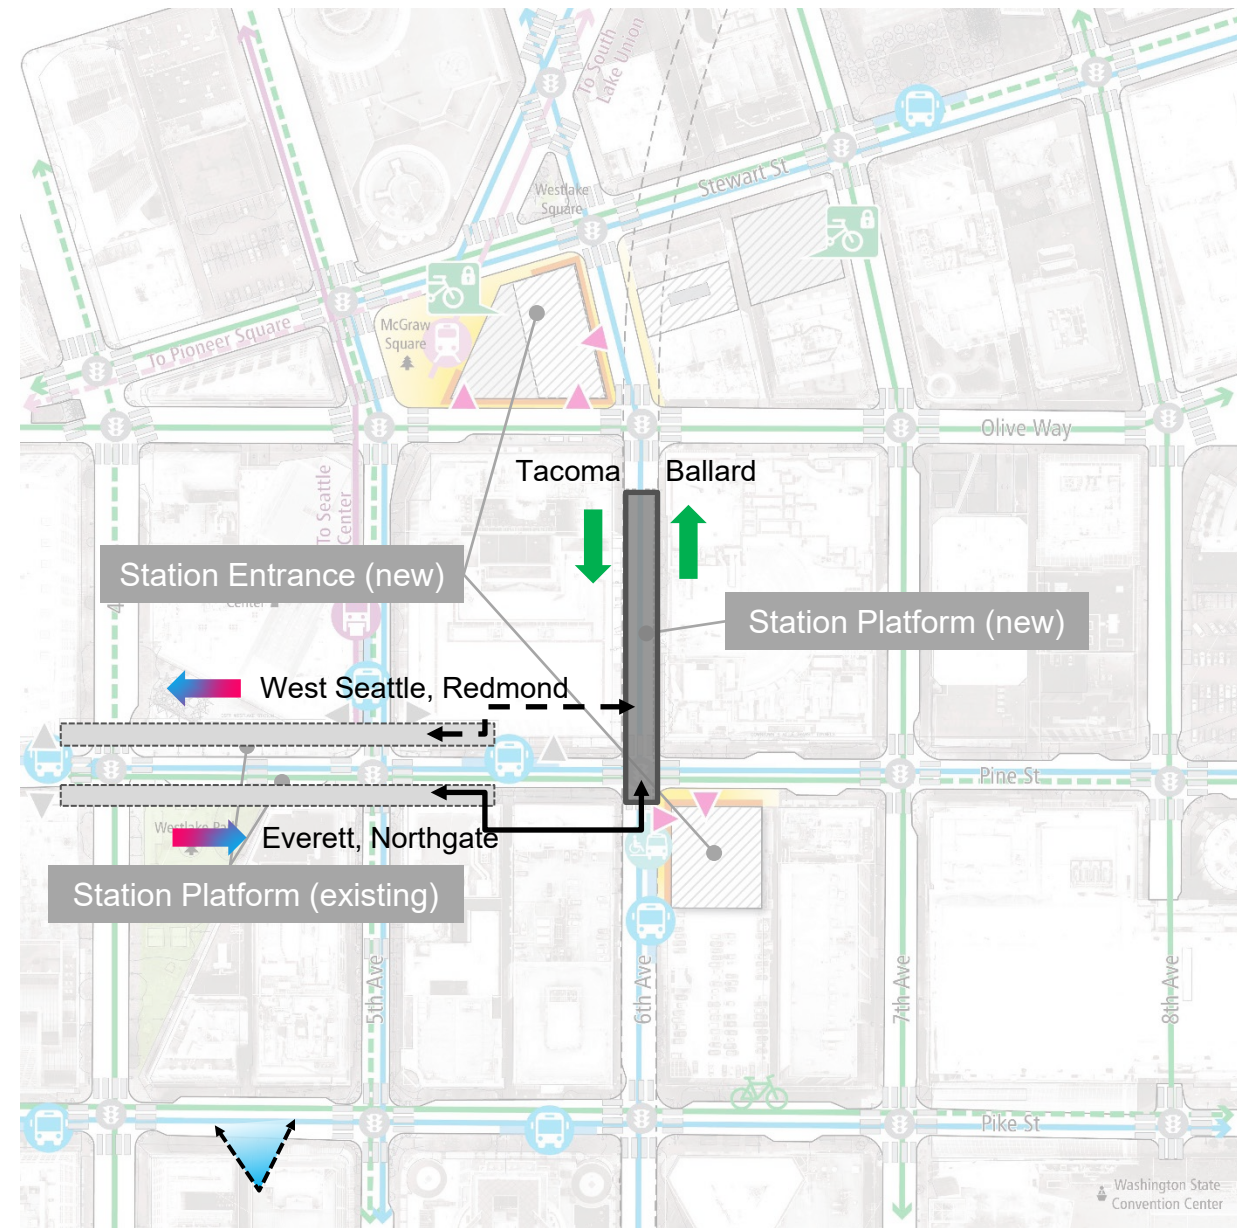 To South
Lake Union
Stewart St
Westlake
Square
McGraw
Square
To Pioneer Square
Olive Way
Tacoma
Ballard
To Seattle
Center
Station Entrance (new)
Center
4
Station Platform (new)
West Seattle, Redmond
Pine St
Everett, Northgate
Station Platform (existing)
5th Ave
6th Ave
7th Ave
8th Ave
Pike St
Washington State
Convention Center